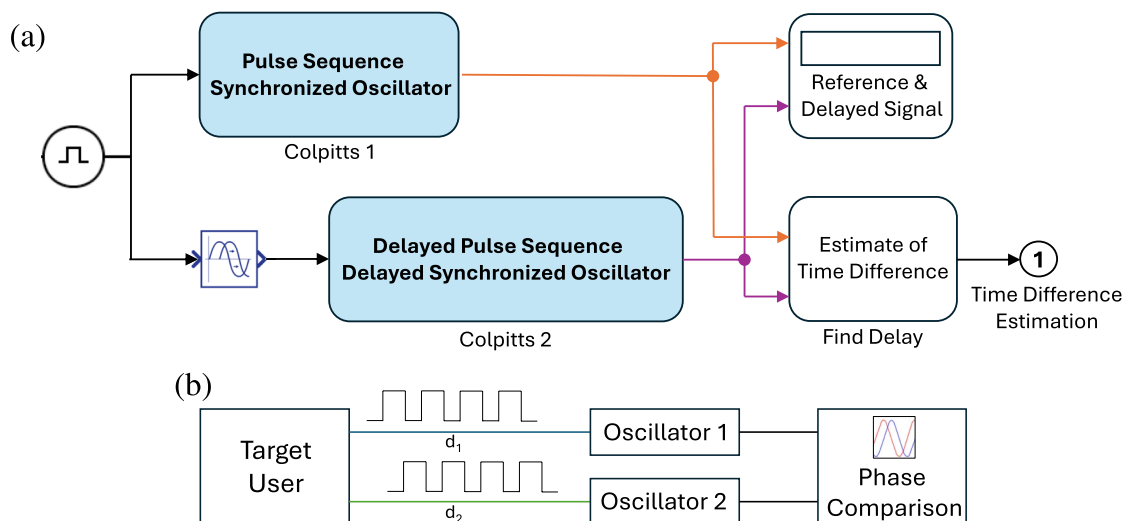 (a)
Pulse Sequence
Synchronized Oscillator
Colpitts 1
Reference &
Delayed Signal
Delayed Pulse Sequence
Delayed Synchronized Oscillator
Colpitts 2
Estimate of
Time Difference
Find Delay
1
Time Difference
Estimation
(b)
Target
User
d₁
Oscillator 1
d₂
Oscillator 2
Phase
Comparison